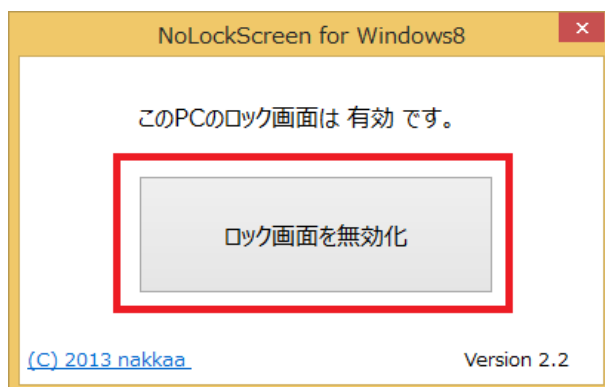 NoLockScreen for Windows8
このPCのロック画面は 有効 です。
ロック画面を無効化
(C) 2013 nakkaa
Version 2.2